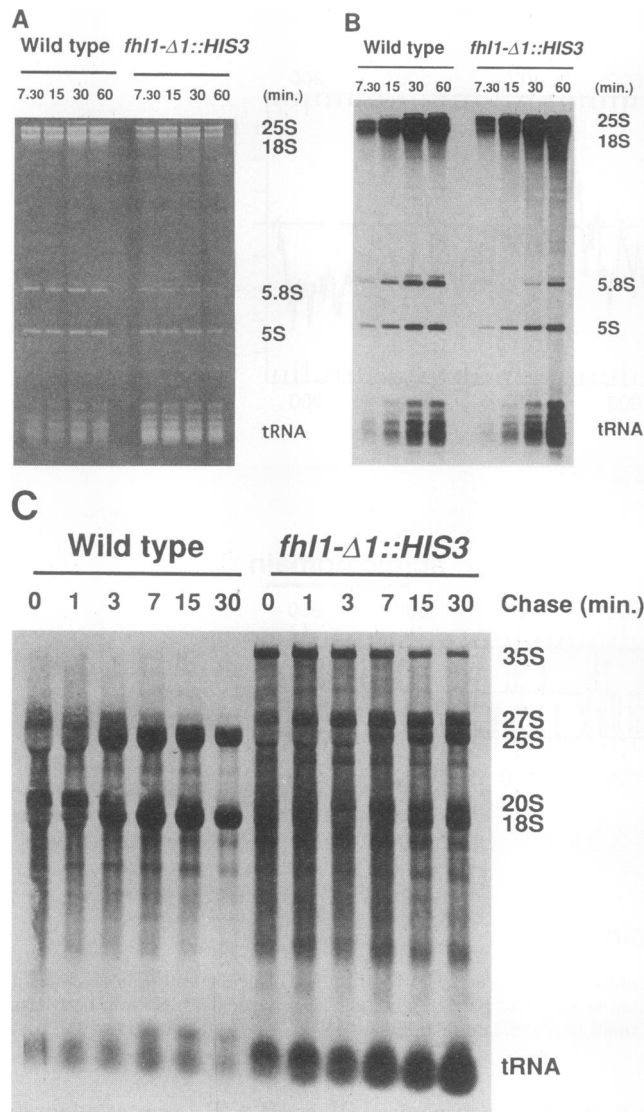 A
Wild type fhl1-Δ1::HIS3
7.30 15 30 60 7.30 15 30 60 (min.)
25S
18S
5.8S
5S
tRNA
B
Wild type fhl1-Δ1::HIS3
7.30 15 30 60 7.30 15 30 60 (min.)
25S
18S
5.8S
5S
tRNA
C
Wild type fhl1-Δ1::HIS3
0 1 3 7 15 30 0 1 3 7 15 30 Chase (min.)
35S
27S
25S
20S
18S
tRNA